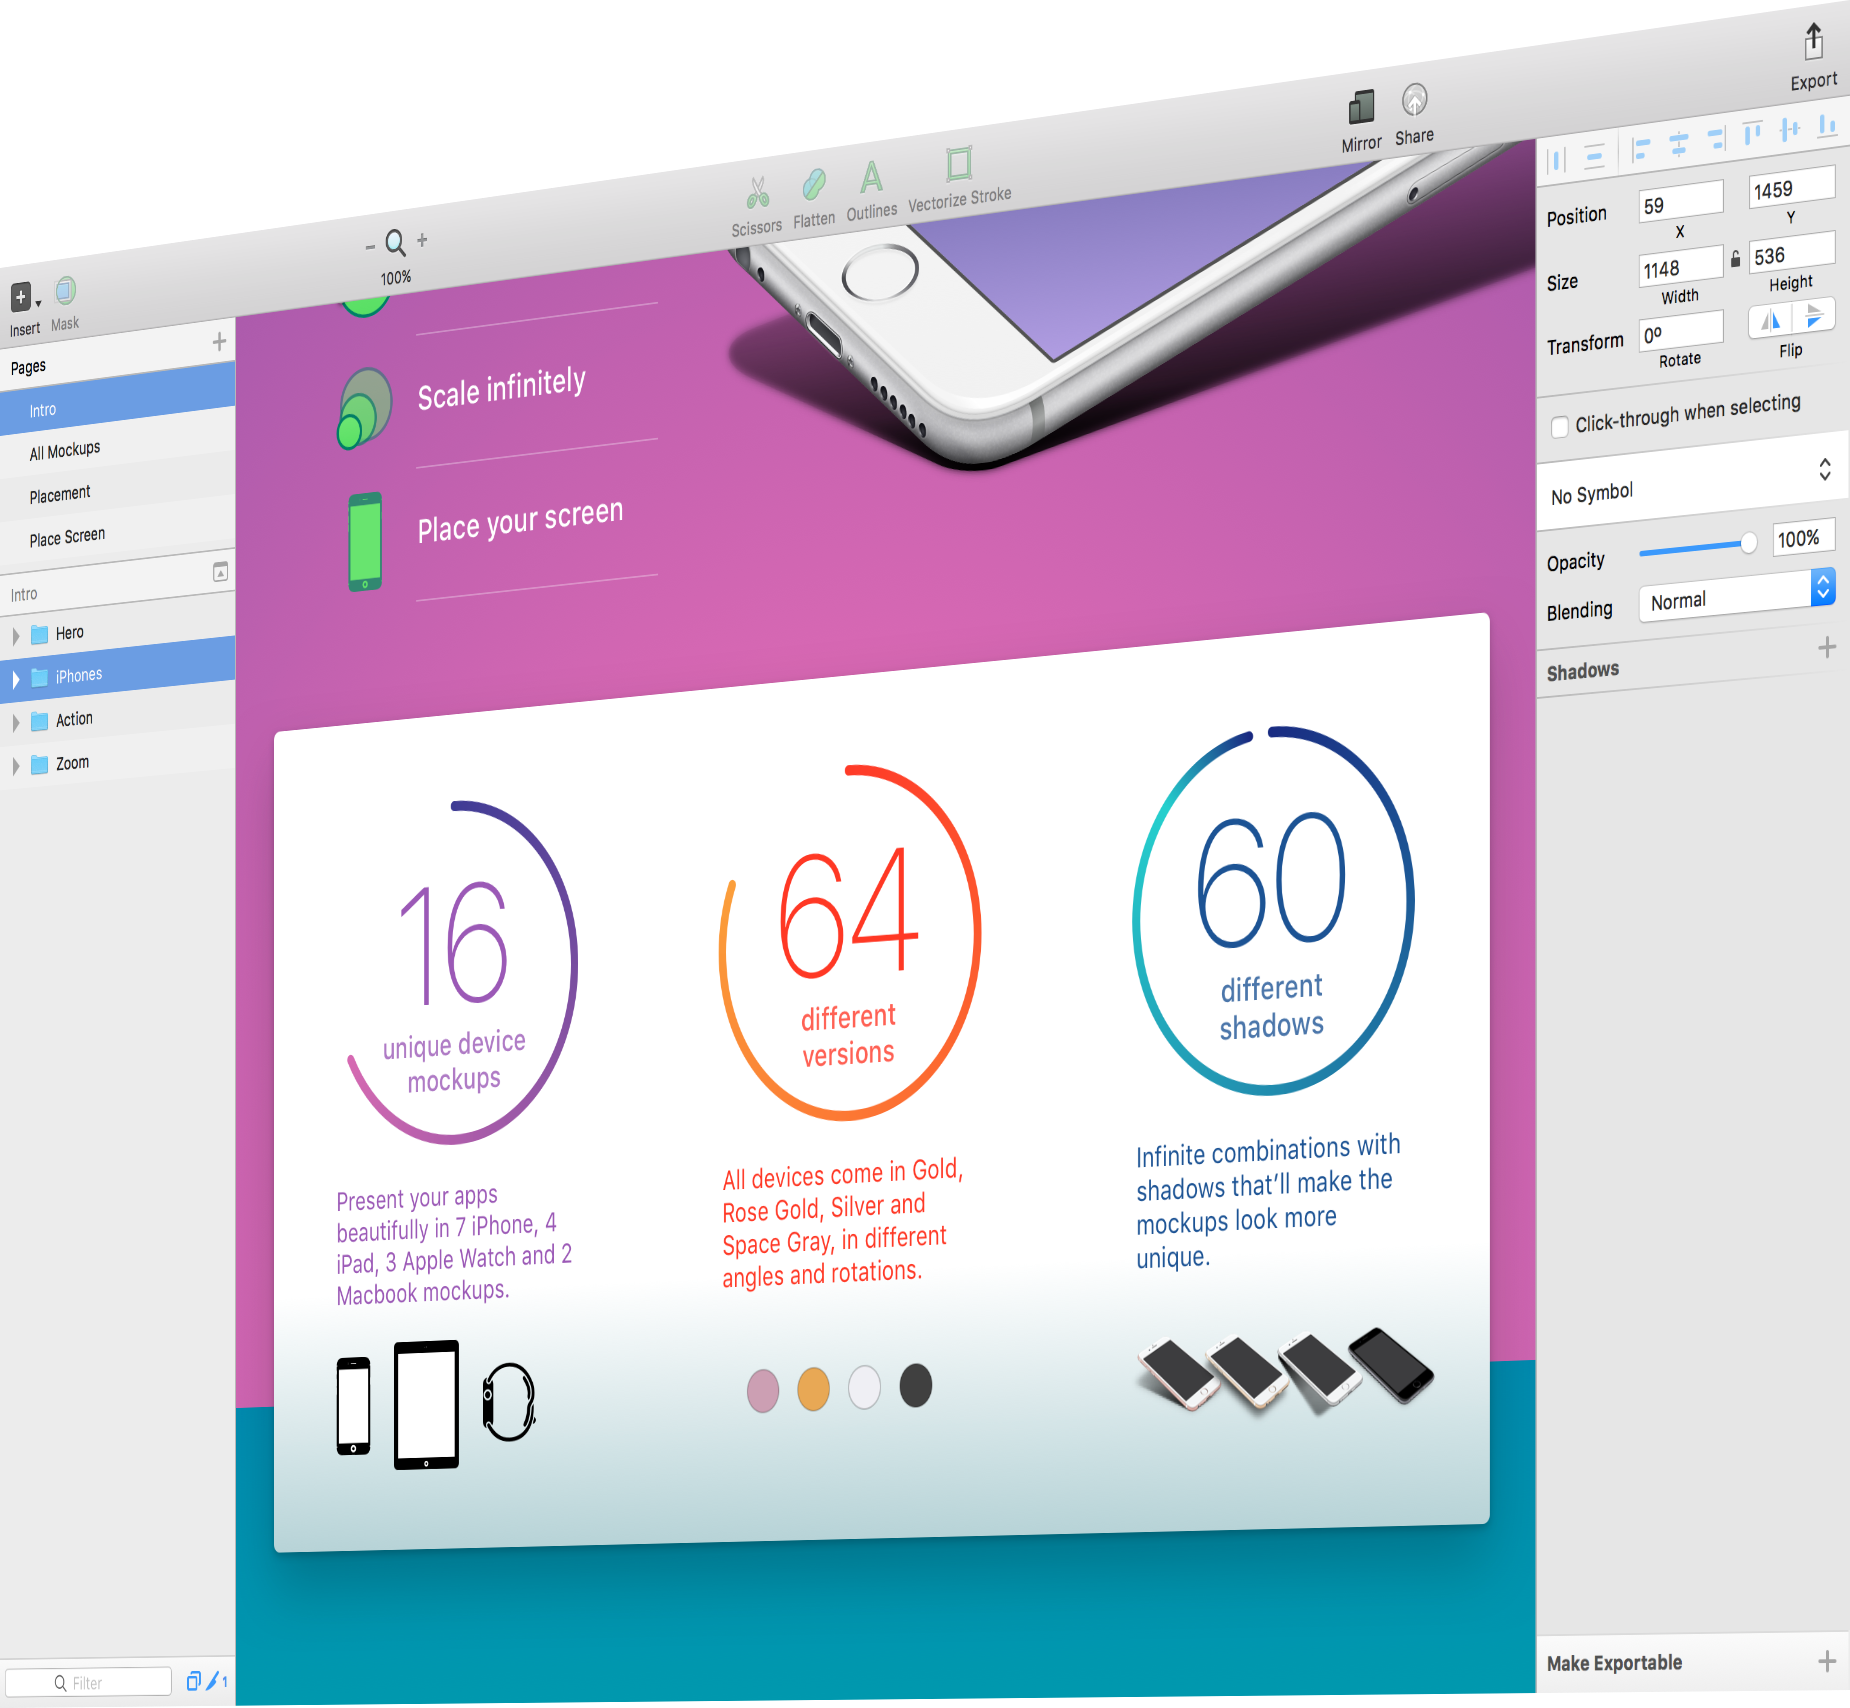 Export
Mirror
Share
Scissors
Flatten
Outlines
Vectorize Stroke
100%
Insert
Mask
Pages
Intro
All Mockups
Placement
Place Screen
Intro
Hero
iPhones
Action
Zoom
Filter
1
Scale infinitely
Place your screen
16
unique device
mockups
Present your apps
beautifully in 7 iPhone, 4
iPad, 3 Apple Watch and 2
Macbook mockups.
64
different
versions
All devices come in Gold,
Rose Gold, Silver and
Space Gray, in different
angles and rotations.
60
different
shadows
Infinite combinations with
shadows that'll make the
mockups look more
unique.
Position
59
1459
X
Y
Size
1148
536
Width
Height
Transform
0º
Rotate
Flip
Click-through when selecting
No Symbol
Opacity
100%
Blending
Normal
Shadows
Make Exportable